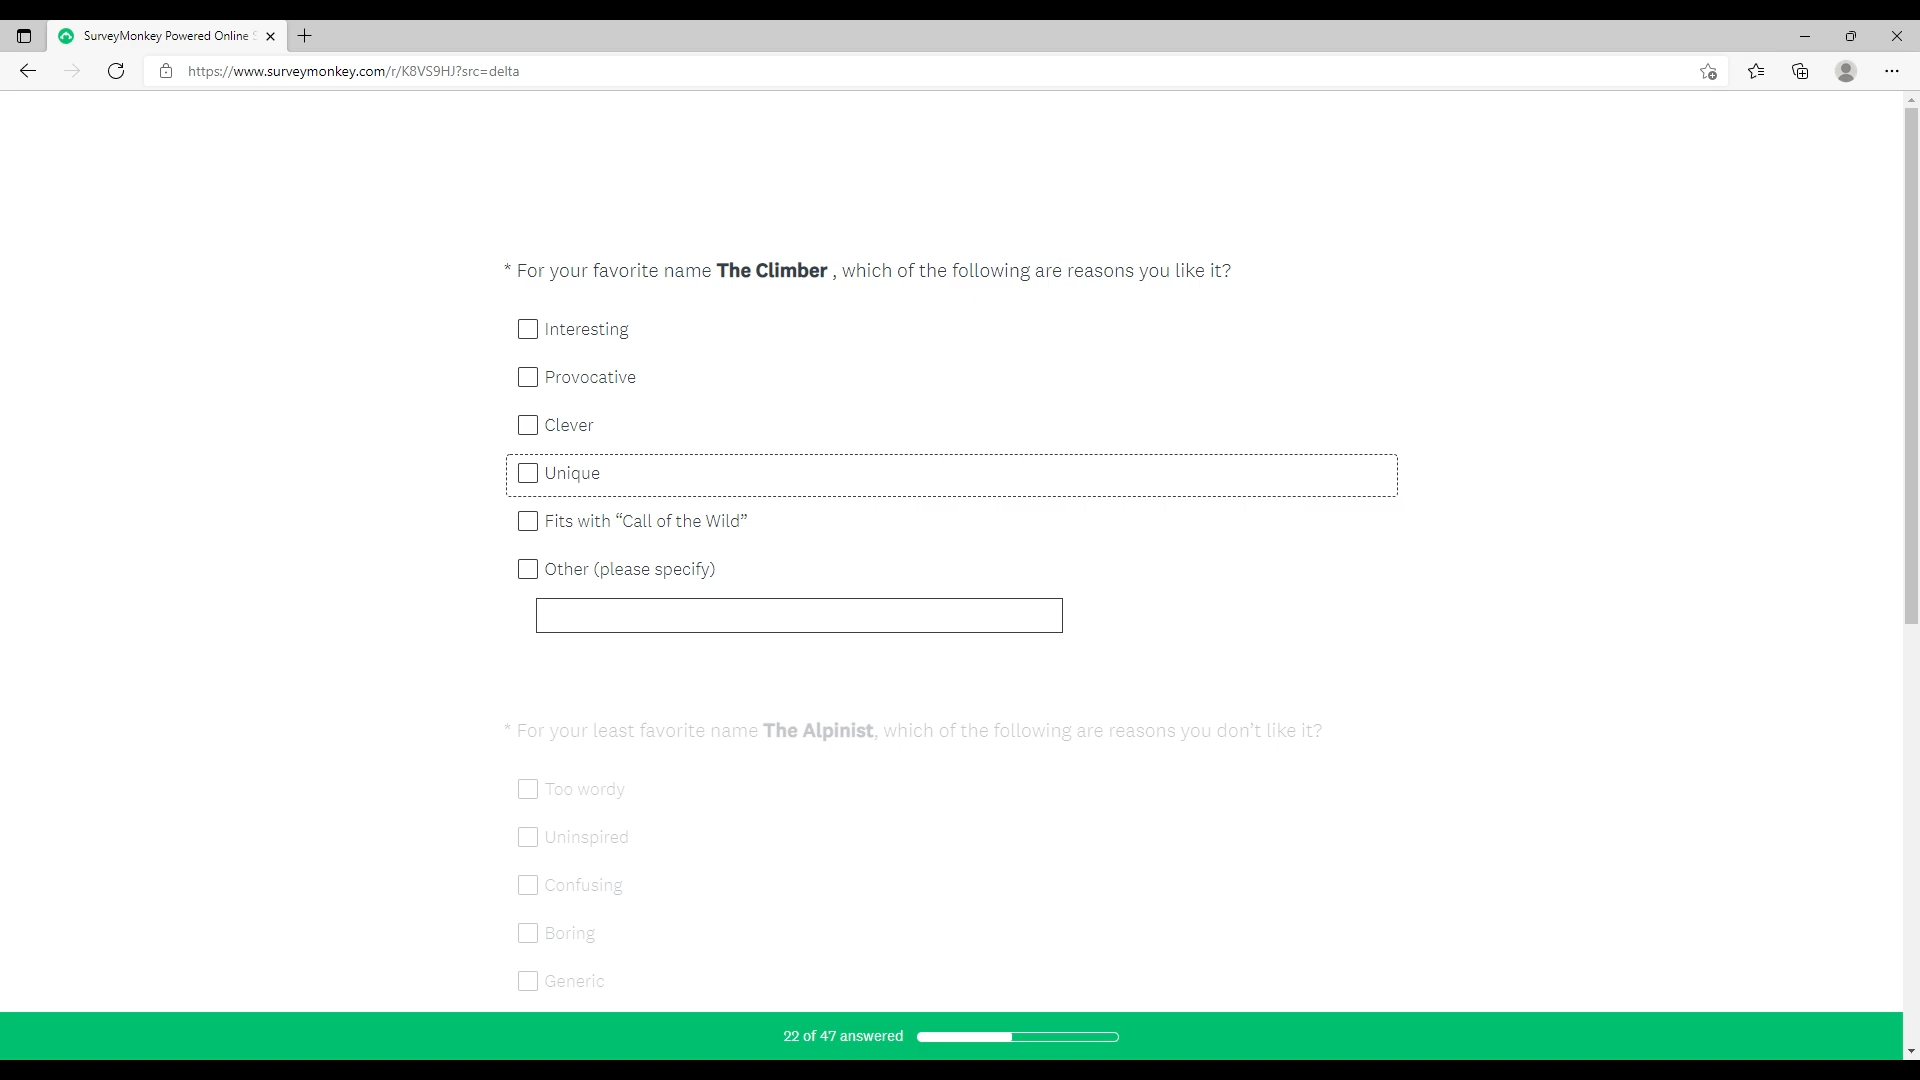 SurveyMonkey Powered Online
https://www.surveymonkey.com/r/K8VS9HJ?src=delta
* For your favorite name The Climber , which of the following are reasons you like it?
Interesting
Provocative
Clever
Unique
Fits with “Call of the Wild”
Other (please specify)
* For your least favorite name The Alpinist, which of the following are reasons you don’t like it?
Too wordy
Uninspired
Confusing
Boring
Generic
22 of 47 answered